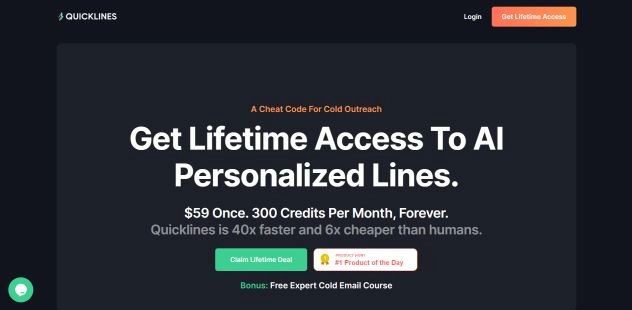 QUICKLINES
Login
Get Lifetime Access
A Cheat Code For Cold Outreach
Get Lifetime Access To AI
Personalized Lines.
$59 Once. 300 Credits Per Month, Forever.
Quicklines is 40x faster and 6x cheaper than humans.
Claim Lifetime Deal
PRODUCT HUNT
#1 Product of the Day
Bonus: Free Expert Cold Email Course